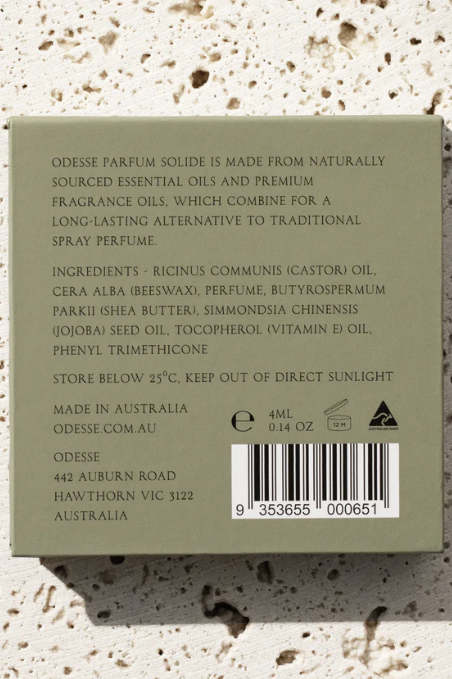 ODESSE PARFUM SOLIDE IS MADE FROM NATURALLY
SOURCED ESSENTIAL OILS AND PREMIUM
FRAGRANCE OILS, WHICH COMBINE FOR A
LONG-LASTING ALTERNATIVE TO TRADITIONAL
SPRAY PERFUME.
INGREDIENTS - RICINUS COMMUNIS (CASTOR) OIL,
CERA ALBA (BEESWAX), PERFUME, BUTYROSPERMUM
PARKII (SHEA BUTTER), SIMMONDSIA CHINENSIS
(JOJOBA) SEED OIL, TOCOPHEROL (VITAMIN E) OIL,
PHENYL TRIMETHICONE
STORE BELOW 25°C, KEEP OUT OF DIRECT SUNLIGHT
MADE IN AUSTRALIA
ODESSE.COM.AU
℮ 4ML
0.14 OZ
12 M
ODESSE
442 AUBURN ROAD
HAWTHORN VIC 3122
AUSTRALIA
9 353655 000651